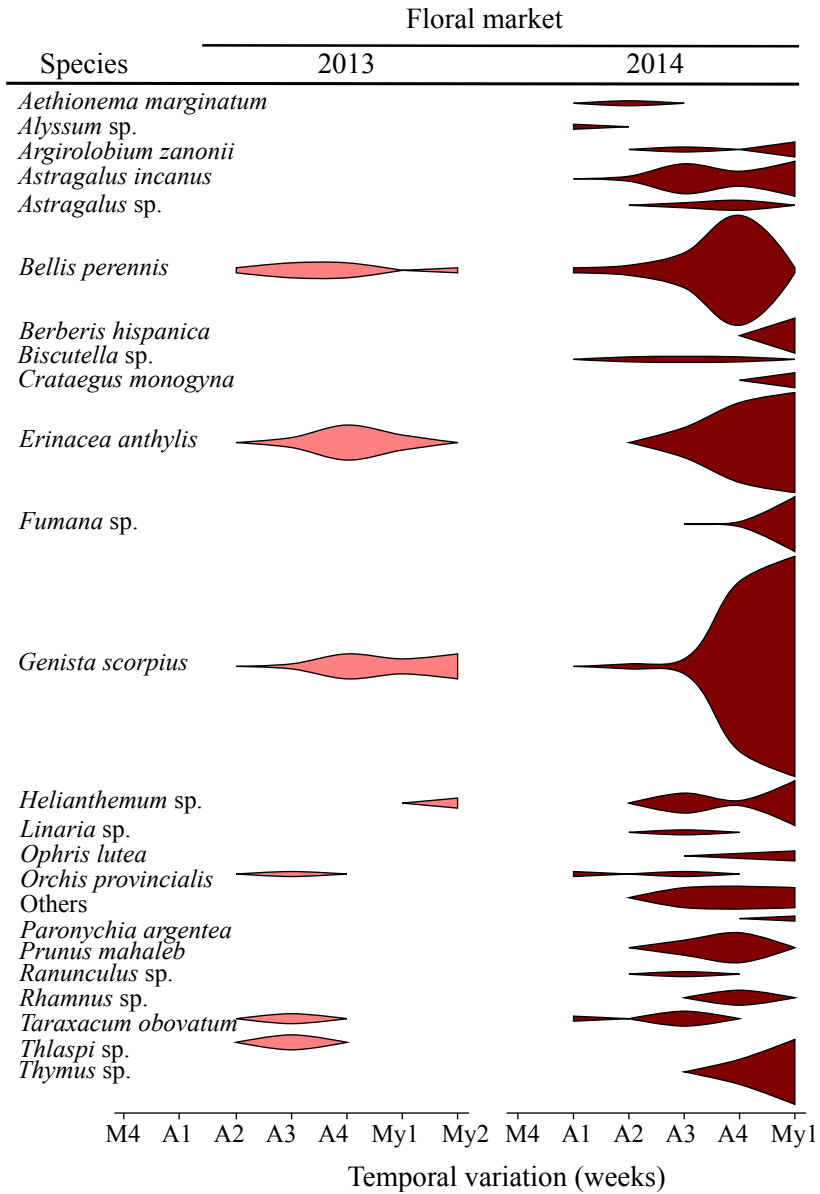 Floral market
Species 2013 2014
Aethionema marginatum
Alyssum sp.
Argirolobium zanonii
Astragalus incanus
Astragalus sp.
Bellis perennis
Berberis hispanica
Biscutella sp.
Crataegus monogyna
Erinacea anthylis
Fumana sp.
Genista scorpius
Helianthemum sp.
Linaria sp.
Ophris lutea
Orchis provincialis
Others
Paronychia argentea
Prunus mahaleb
Ranunculus sp.
Rhamnus sp.
Taraxacum obovatum
Thlaspi sp.
Thymus sp.
M4 A1 A2 A3 A4 My1 My2 M4 A1 A2 A3 A4 My1
Temporal variation (weeks)